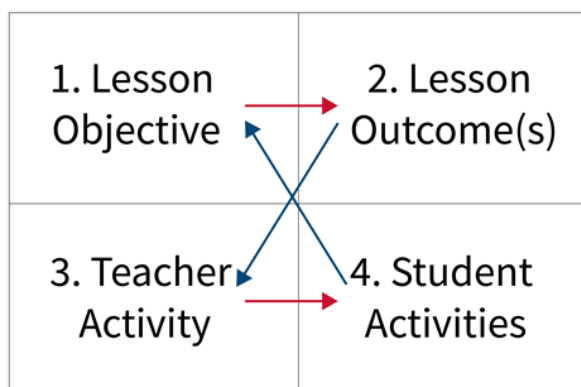 1. Lesson
Objective
2. Lesson
Outcome(s)
3. Teacher
Activity
4. Student
Activities